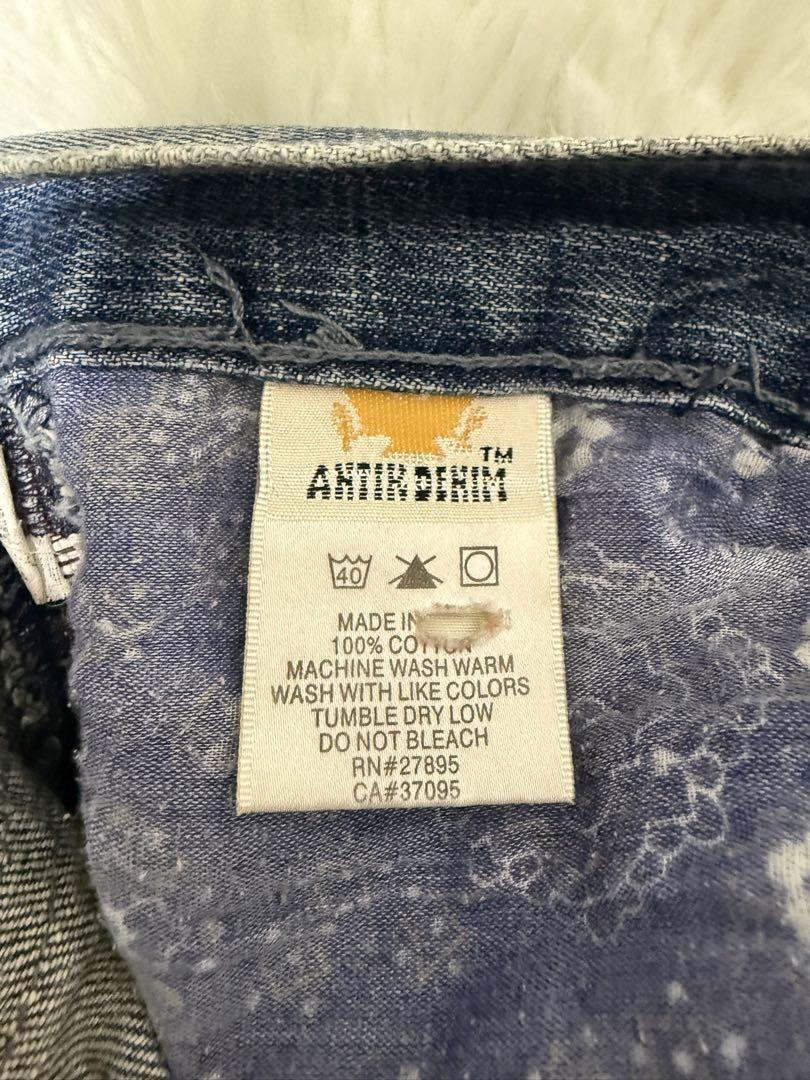 ANTIK DENIM™
40
MADE IN
100% COTTON
MACHINE WASH WARM
WASH WITH LIKE COLORS
TUMBLE DRY LOW
DO NOT BLEACH
RN#27895
CA#37095